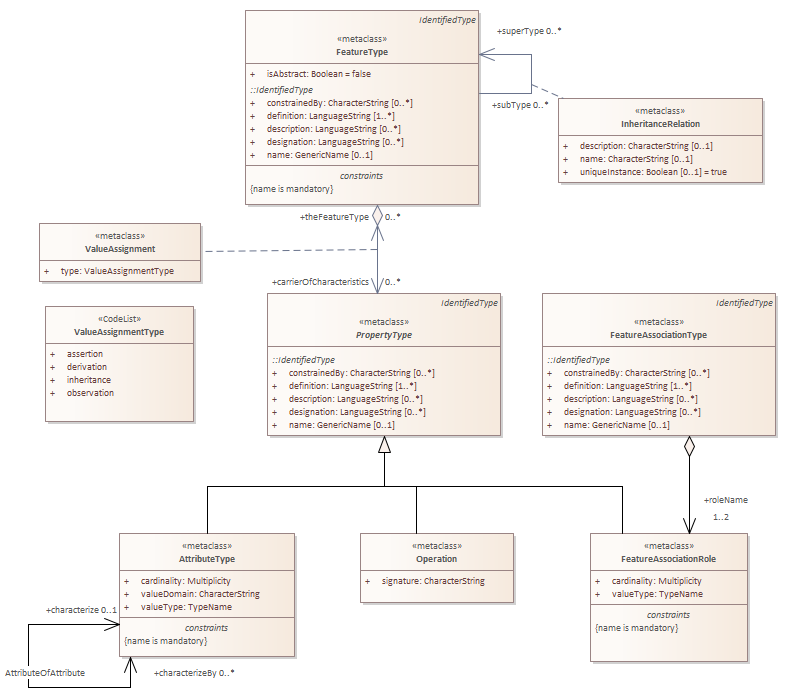 IdentifiedType
«metaclass»
FeatureType
+ isAbstract: Boolean = false
::IdentifiedType
+ constrainedBy: CharacterString [0..*]
+ definition: LanguageString [1..*]
+ description: LanguageString [0..*]
+ designation: LanguageString [0..*]
+ name: GenericName [0..1]
constraints
{name is mandatory}
+superType 0..*
+subType 0..*
«metaclass»
InheritanceRelation
+ description: CharacterString [0..1]
+ name: CharacterString [0..1]
+ uniqueInstance: Boolean [0..1] = true
+theFeatureType 0..*
«metaclass»
ValueAssignment
+ type: ValueAssignmentType
+carrierOfCharacteristics 0..*
«CodeList»
ValueAssignmentType
+ assertion
+ derivation
+ inheritance
+ observation
IdentifiedType
«metaclass»
PropertyType
::IdentifiedType
+ constrainedBy: CharacterString [0..*]
+ definition: LanguageString [1..*]
+ description: LanguageString [0..*]
+ designation: LanguageString [0..*]
+ name: GenericName [0..1]
IdentifiedType
«metaclass»
FeatureAssociationType
::IdentifiedType
+ constrainedBy: CharacterString [0..*]
+ definition: LanguageString [1..*]
+ description: LanguageString [0..*]
+ designation: LanguageString [0..*]
+ name: GenericName [0..1]
+roleName
1..2
«metaclass»
AttributeType
+ cardinality: Multiplicity
+ valueDomain: CharacterString
+ valueType: TypeName
constraints
{name is mandatory}
«metaclass»
Operation
+ signature: CharacterString
«metaclass»
FeatureAssociationRole
+ cardinality: Multiplicity
+ valueType: TypeName
constraints
{name is mandatory}
+characterize 0..1
AttributeOfAttribute
+characterizeBy 0..*